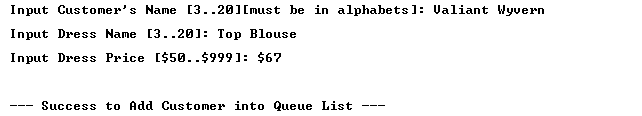 Input Customer's Name [3..20][must be in alphabets]: Valiant Wyvern
Input Dress Name [3..20]: Top Blouse
Input Dress Price [$50..$999]: $67
--- Success to Add Customer into Queue List ---